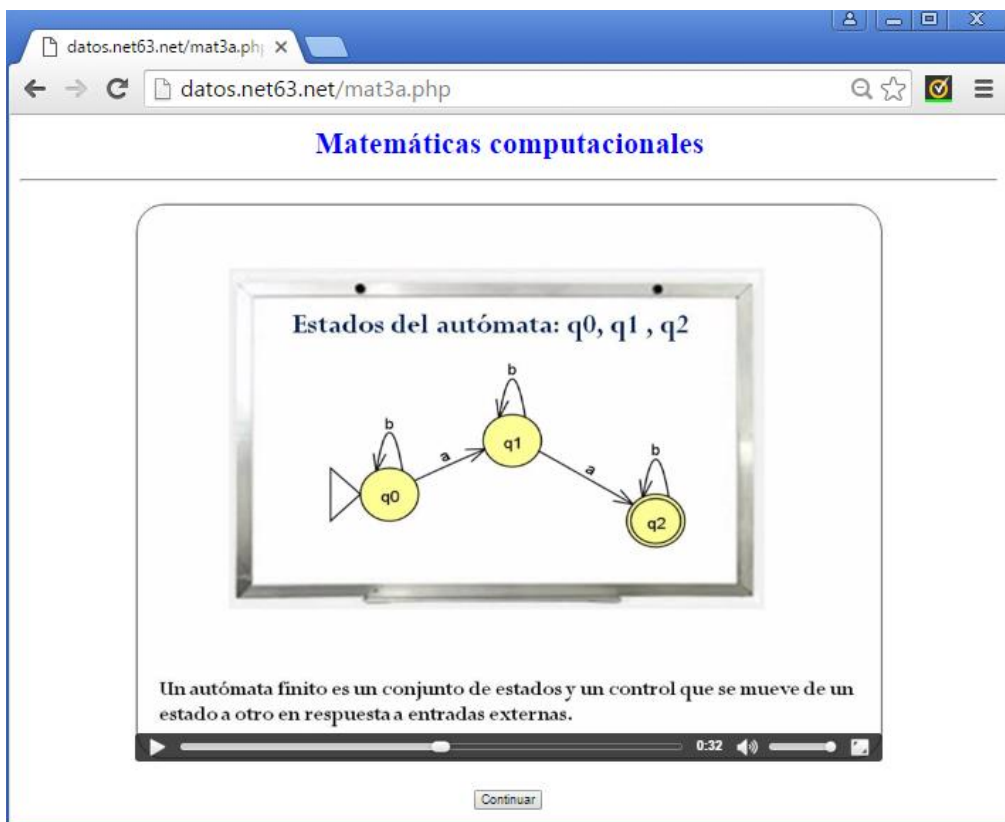 datos.net63.net/mat3a.ph
datos.net63.net/mat3a.php
Matemáticas computacionales
Estados del autómata: q0, q1 , q2
b
b
q1
a
a
b
q0
q2
Un autómata finito es un conjunto de estados y un control que se mueve de un
estado a otro en respuesta a entradas externas.
0:32
Continuar